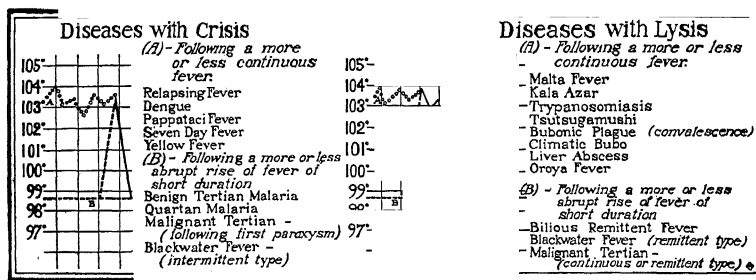 Diseases with Crisis
(A)-Following a more
or less continuous
fever.
Relapsing Fever
Dengue
Pappataci Fever
Seven Day Fever
Yellow Fever
(B)-Following a more or less
abrupt rise of fever of
short duration
Benign Tertian Malaria
Quartan Malaria
Malignant Tertian -
(following first paroxysm)
Blackwater Fever -
(intermittent type)
105°
104°
103°
102°
101°
100°
99°
98°
97°
A
B
105°
104°
103°
102°
101°
100°
99°
97°
A
B
Diseases with Lysis
(A)-Following a more or less
continuous fever.
Malta Fever
Kala Azar
Trypanosomiasis
Tsutsugamushi
Bubonic Plague (convalescence)
Climatic Bubo
Liver Abscess
Oroya Fever
(B)-Following a more or less
abrupt rise of fever of
short duration
Bilious Remittent Fever
Blackwater Fever (remittent type)
Malignant Tertian-
(continuous or remittent type)